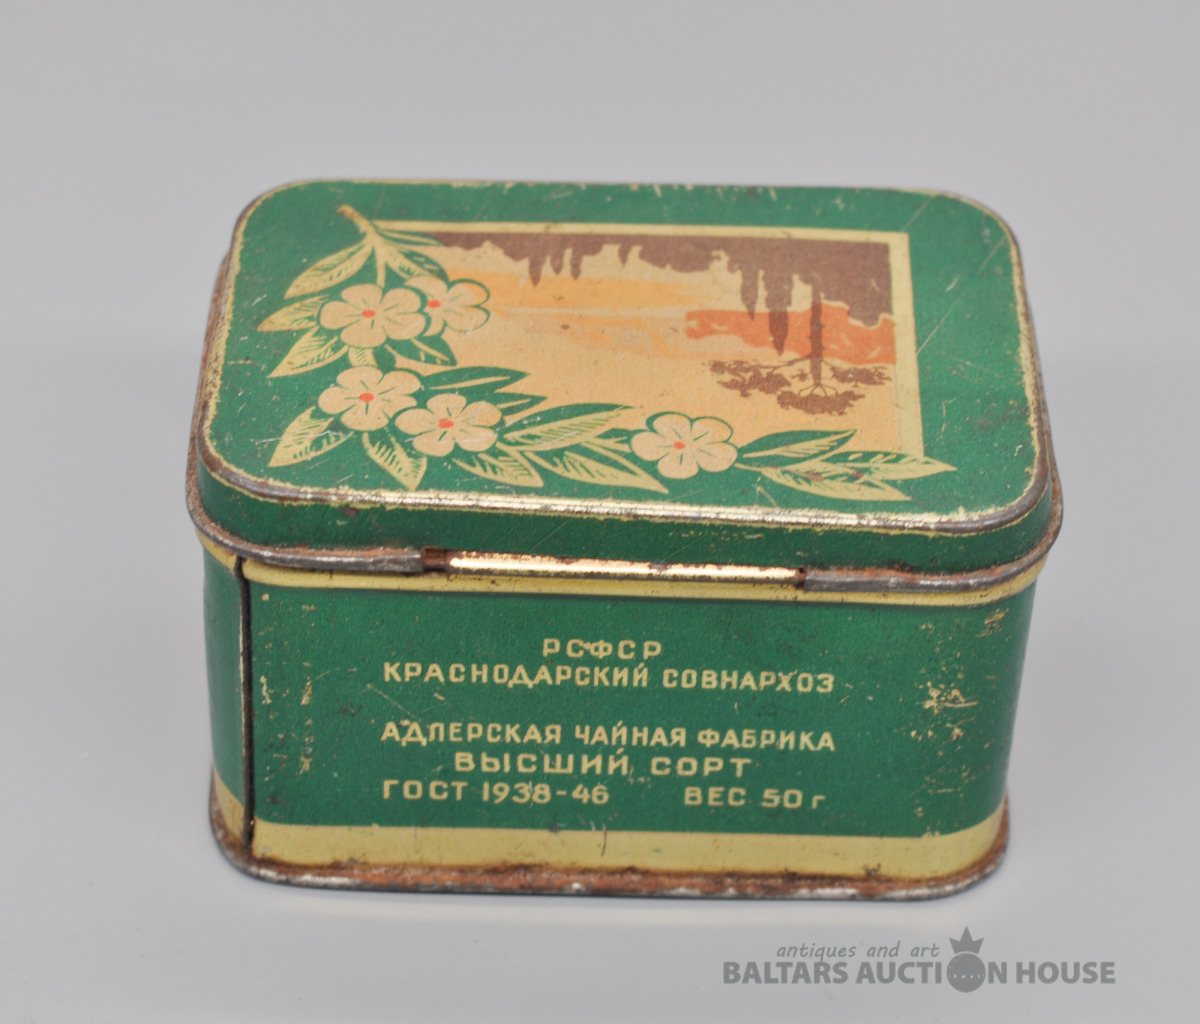 РСФСР
КРАСНОДАРСКИЙ СОВНАРХОЗ
АДЛЕРСКАЯ ЧАЙНАЯ ФАБРИКА
ВЫСШИЙ СОРТ
ГОСТ 1938-46 ВЕС 50 г
antiques and art
BALTARS AUCTION HOUSE